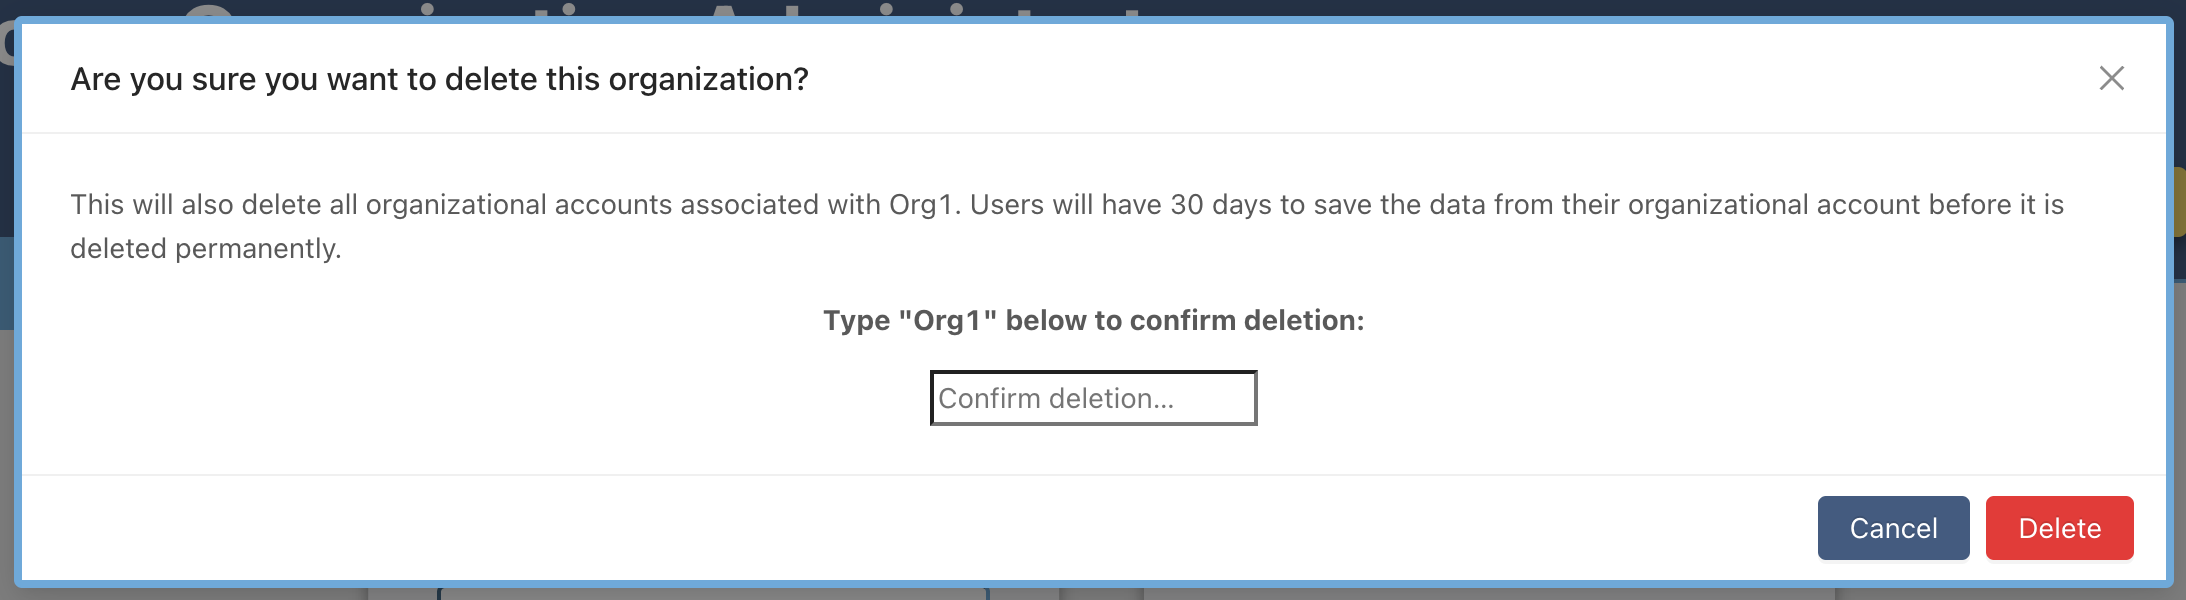 Are you sure you want to delete this organization?
This will also delete all organizational accounts associated with Org1. Users will have 30 days to save the data from their organizational account before it is
deleted permanently.
Type "Org1" below to confirm deletion:
Confirm deletion...
Cancel
Delete